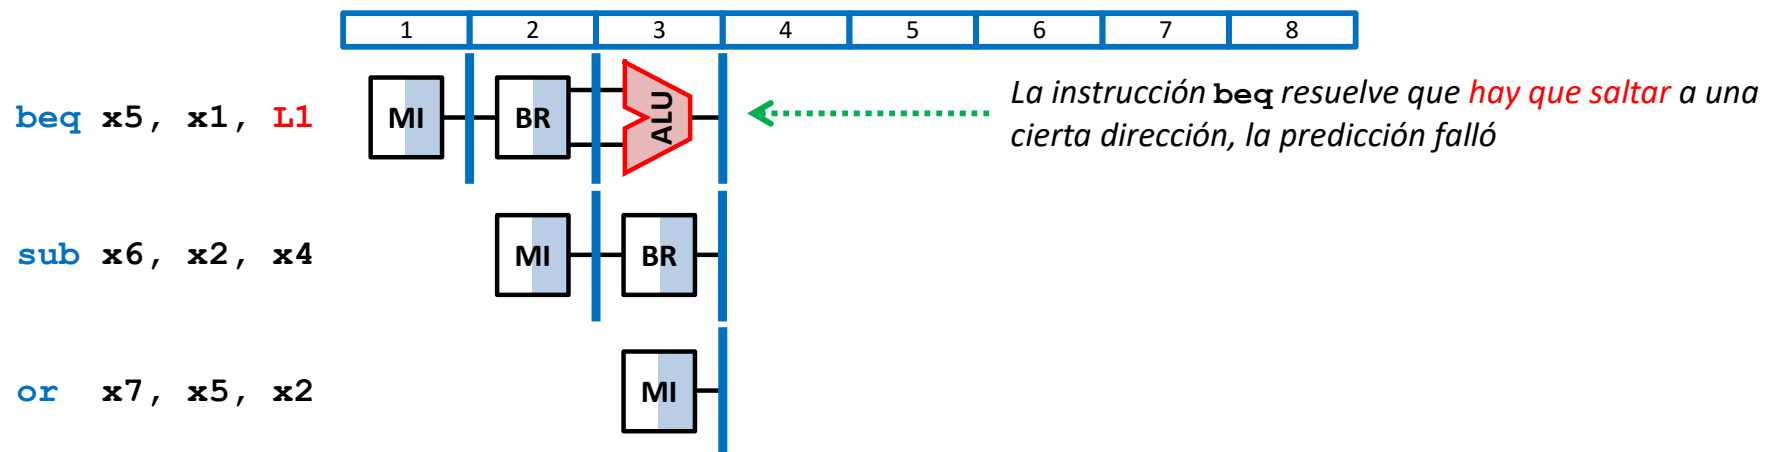 1 2 3 4 5 6 7 8
beq x5, x1, L1 MI BR ALU La instrucción beq resuelve que hay que saltar a una
cierta dirección, la predicción falló
sub x6, x2, x4 MI BR
or x7, x5, x2 MI